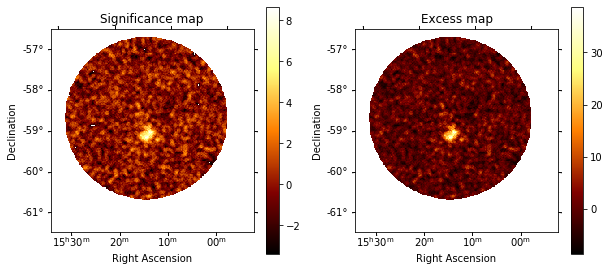 Significance map
Excess map
-57°
-58°
-59°
-60°
-61°
Declination
15ʰ30ᵐ 20ᵐ 10ᵐ 00ᵐ
Right Ascension
8
6
4
2
0
−2
-57°
-58°
-59°
-60°
-61°
Declination
15ʰ30ᵐ 20ᵐ 10ᵐ 00ᵐ
Right Ascension
30
20
10
0